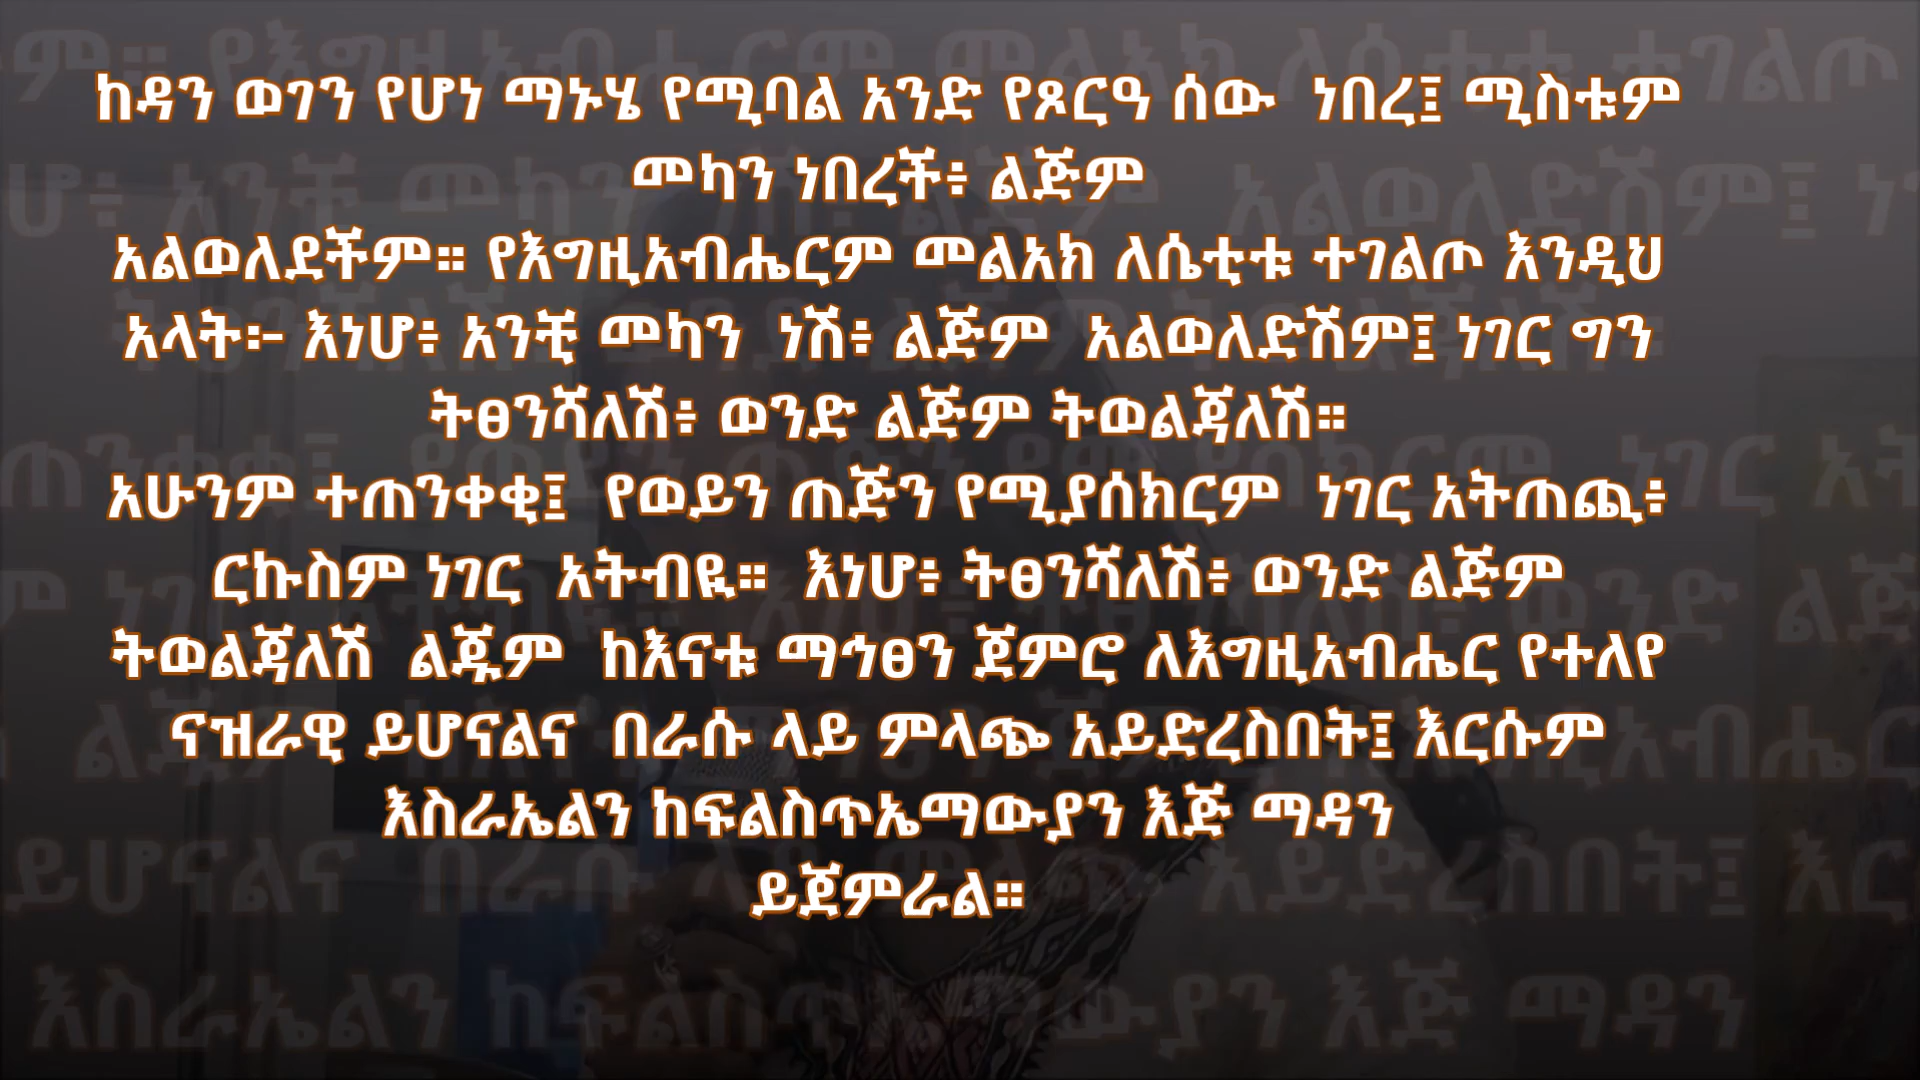 ከዳን ወገን የሆነ ማኑሄ የሚባል አንድ የጾርዓ ሰው ነበረ፤ ሚስቱም
መካን ነበረች፥ ልጅም
አልወለደችም። የእግዚአብሔርም መልአክ ለሴቲቱ ተገልጦ እንዲህ
አላት፦ እነሆ፥ አንቺ መካን ነሽ፥ ልጅም አልወለድሽም፤ ነገር ግን
ትፀንሻለሽ፥ ወንድ ልጅም ትወልጃለሽ።
አሁንም ተጠንቀቂ፤ የወይን ጠጅን የሚያሰክርም ነገር አትጠጪ፥
ርኩስም ነገር አትብዪ። እነሆ፥ ትፀንሻለሽ፥ ወንድ ልጅም
ትወልጃለሽ ልጁም ከእናቱ ማኅፀን ጀምሮ ለእግዚአብሔር የተለየ
ናዝራዊ ይሆናልና በራሱ ላይ ምላጭ አይድረስበት፤ እርሱም
እስራኤልን ከፍልስጥኤማውያን እጅ ማዳን
ይጀምራል።